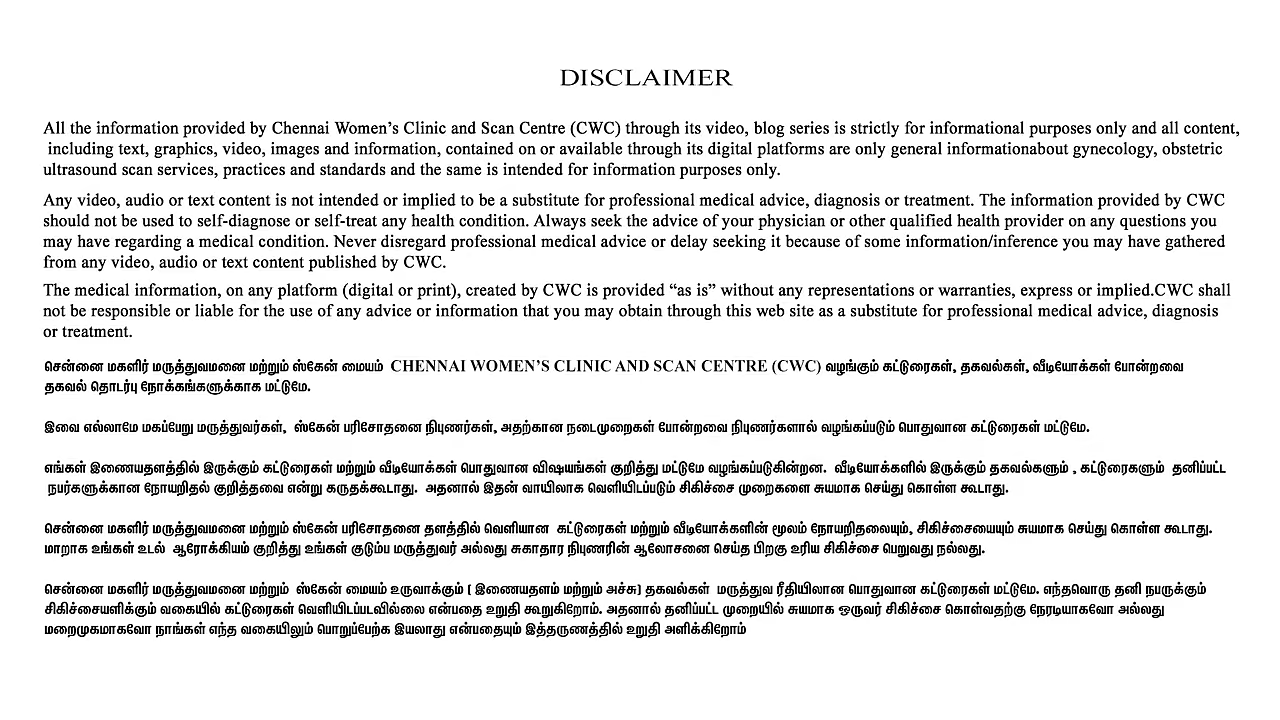 DISCLAIMER
All the information provided by Chennai Women’s Clinic and Scan Centre (CWC) through its video, blog series is strictly for informational purposes only and all content,
including text, graphics, video, images and information, contained on or available through its digital platforms are only general informationabout gynecology, obstetric
ultrasound scan services, practices and standards and the same is intended for information purposes only.
Any video, audio or text content is not intended or implied to be a substitute for professional medical advice, diagnosis or treatment. The information provided by CWC
should not be used to self-diagnose or self-treat any health condition. Always seek the advice of your physician or other qualified health provider on any questions you
may have regarding a medical condition. Never disregard professional medical advice or delay seeking it because of some information/inference you may have gathered
from any video, audio or text content published by CWC.
The medical information, on any platform (digital or print), created by CWC is provided “as is” without any representations or warranties, express or implied.CWC shall
not be responsible or liable for the use of any advice or information that you may obtain through this web site as a substitute for professional medical advice, diagnosis
or treatment.
சென்னை மகளிர் மருத்துவமனை மற்றும் ஸ்கேன் மையம் CHENNAI WOMEN’S CLINIC AND SCAN CENTRE (CWC) வழங்கும் கட்டுரைகள், தகவல்கள், வீடியோக்கள் போன்றவை
தகவல் தொடர்பு நோக்கங்களுக்காக மட்டுமே.
இவை எல்லாமே மகப்பேறு மருத்துவர்கள், ஸ்கேன் பரிசோதனை நிபுணர்கள், அதற்கான நடைமுறைகள் போன்றவை நிபுணர்களால் வழங்கப்படும் பொதுவான கட்டுரைகள் மட்டுமே.
எங்கள் இணையதளத்தில் இருக்கும் கட்டுரைகள் மற்றும் வீடியோக்கள் பொதுவான விஷயங்கள் குறித்து மட்டுமே வழங்கப்படுகின்றன. வீடியோக்களில் இருக்கும் தகவல்களும் , கட்டுரைகளும் தனிப்பட்ட
நபர்களுக்கான நோயறிதல் குறித்தவை என்று கருதக்கூடாது. அதனால் இதன் வாயிலாக வெளியிடப்படும் சிகிச்சை முறைகளை சுயமாக செய்து கொள்ள கூடாது.
சென்னை மகளிர் மருத்துவமனை மற்றும் ஸ்கேன் பரிசோதனை தளத்தில் வெளியான கட்டுரைகள் மற்றும் வீடியோக்களின் மூலம் நோயறிதலையும், சிகிச்சையையும் சுயமாக செய்து கொள்ள கூடாது.
மாறாக உங்கள் உடல் ஆரோக்கியம் குறித்து உங்கள் குடும்ப மருத்துவர் அல்லது சுகாதார நிபுணரின் ஆலோசனை செய்த பிறகு உரிய சிகிச்சை பெறுவது நல்லது.
சென்னை மகளிர் மருத்துவமனை மற்றும் ஸ்கேன் மையம் உருவாக்கும் ( இணையதளம் மற்றும் அச்சு) தகவல்கள் மருத்துவ ரீதியிலான பொதுவான கட்டுரைகள் மட்டுமே. எந்தவொரு தனி நபருக்கும்
சிகிச்சையளிக்கும் வகையில் கட்டுரைகள் வெளியிடப்படவில்லை என்பதை உறுதி கூறுகிறோம். அதனால் தனிப்பட்ட முறையில் சுயமாக ஒருவர் சிகிச்சை கொள்வதற்கு நேரடியாகவோ அல்லது
மறைமுகமாகவோ நாங்கள் எந்த வகையிலும் பொறுப்பேற்க இயலாது என்பதையும் இத்தருணத்தில் உறுதி அளிக்கிறோம்